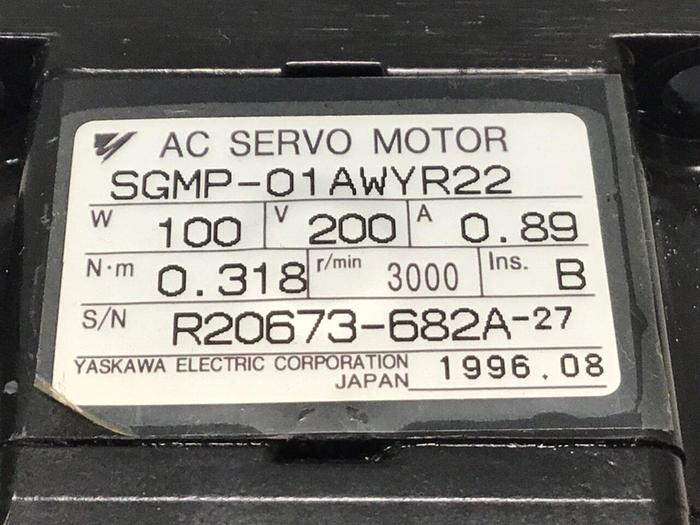 AC SERVO MOTOR
SGMP-01AWYR22
W 100 V 200 A 0.89
N·m 0.318 r/min 3000 Ins. B
S/N R20673-682A-27
YASKAWA ELECTRIC CORPORATION
JAPAN 1996.08